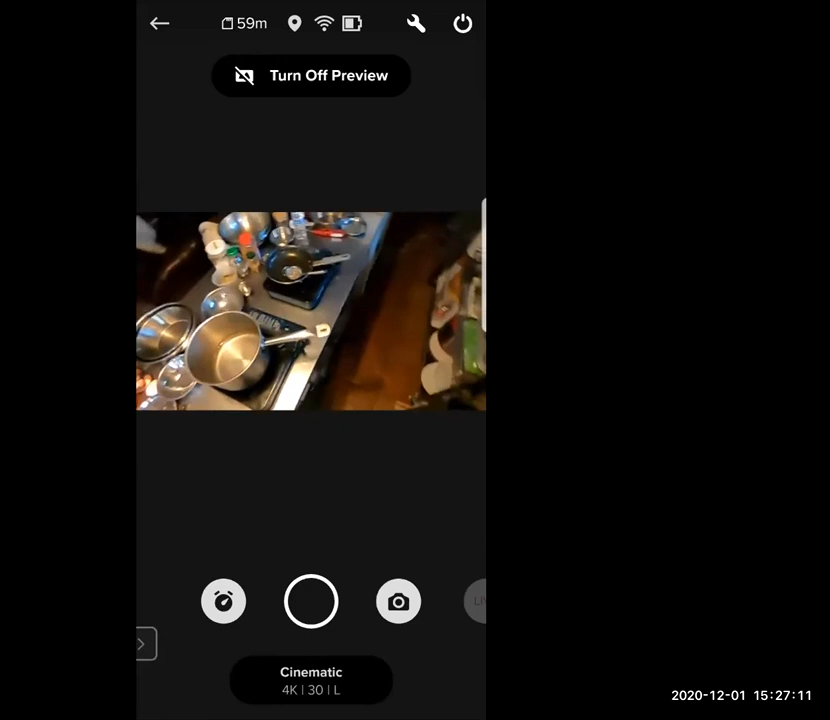 59m
Turn Off Preview
Cinematic
4K | 30 | L
2020-12-01 15:27:11